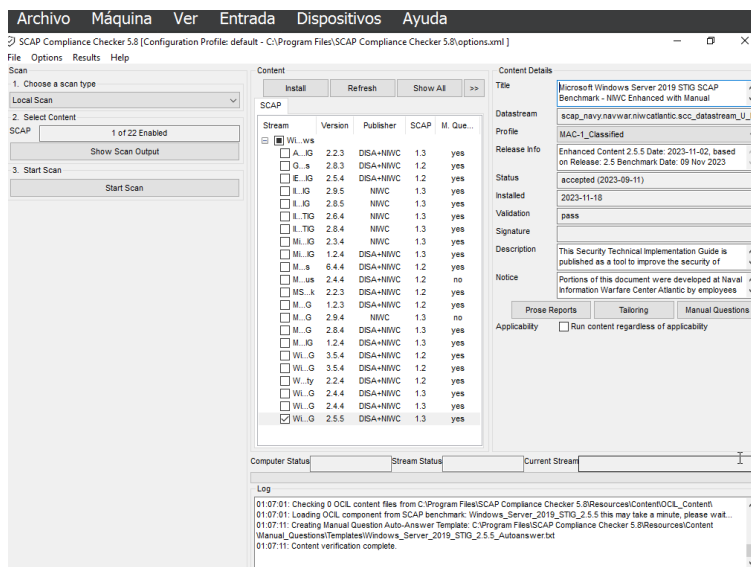 Archivo Máquina Ver Entrada Dispositivos Ayuda
SCAP Compliance Checker 5.8 [Configuration Profile: default - C:\Program Files\SCAP Compliance Checker 5.8\options.xml ]
File Options Results Help
Scan
1. Choose a scan type
Local Scan
2. Select Content
SCAP 1 of 22 Enabled
Show Scan Output
3. Start Scan
Start Scan
Content
Install Refresh Show All >>
SCAP
Stream Version Publisher SCAP M. Que...
Wi...ws
A...IG 2.2.3 DISA+NIWC 1.3 yes
G...s 2.8.3 DISA+NIWC 1.2 yes
IE...IG 2.5.4 DISA+NIWC 1.3 yes
II...IG 2.9.5 NIWC 1.3 yes
II...IG 2.8.5 NIWC 1.3 yes
II...TIG 2.6.4 NIWC 1.3 yes
II...TIG 2.8.4 NIWC 1.3 yes
Mi...IG 2.3.4 NIWC 1.3 yes
Mi...IG 1.2.4 DISA+NIWC 1.3 yes
M...s 6.4.4 DISA+NIWC 1.2 yes
M...us 2.4.4 DISA+NIWC 1.2 no
MS...k 2.2.3 DISA+NIWC 1.2 yes
M...G 1.2.3 DISA+NIWC 1.3 yes
M...G 2.9.4 NIWC 1.3 no
M...G 2.8.4 DISA+NIWC 1.3 yes
M...IG 1.2.4 DISA+NIWC 1.3 yes
Wi...G 3.5.4 DISA+NIWC 1.2 yes
Wi...G 3.5.4 DISA+NIWC 1.2 yes
W...ty 2.2.4 DISA+NIWC 1.2 yes
Wi...G 2.4.4 DISA+NIWC 1.3 yes
Wi...G 2.4.4 DISA+NIWC 1.3 yes
Wi...G 2.5.5 DISA+NIWC 1.3 yes
Content Details
Title Microsoft Windows Server 2019 STIG SCAP
Benchmark - NIWC Enhanced with Manual
Datastream scap_navy.navwar.niwcatlantic.scc_datastream_U_
Profile MAC-1_Classified
Release Info Enhanced Content 2.5.5 Date: 2023-11-02, based
on Release: 2.5 Benchmark Date: 09 Nov 2023
Status accepted (2023-09-11)
Installed 2023-11-18
Validation pass
Signature
Description This Security Technical Implementation Guide is
published as a tool to improve the security of
Notice Portions of this document were developed at Naval
Information Warfare Center Atlantic by employees
Prose Reports Tailoring Manual Questions
Applicability Run content regardless of applicability
Computer Status Stream Status Current Stream
Log
01:07:01: Checking 0 OCIL content files from C:\Program Files\SCAP Compliance Checker 5.8\Resources\Content\OCIL_Content\
01:07:01: Loading OCIL component from SCAP benchmark: Windows_Server_2019_STIG_2.5.5 this may take a minute, please wait...
01:07:11: Creating Manual Question Auto-Answer Template: C:\Program Files\SCAP Compliance Checker 5.8\Resources\Content
\Manual_Questions\Templates\Windows_Server_2019_STIG_2.5.5_Autoanswer.txt
01:07:11: Content verification complete.